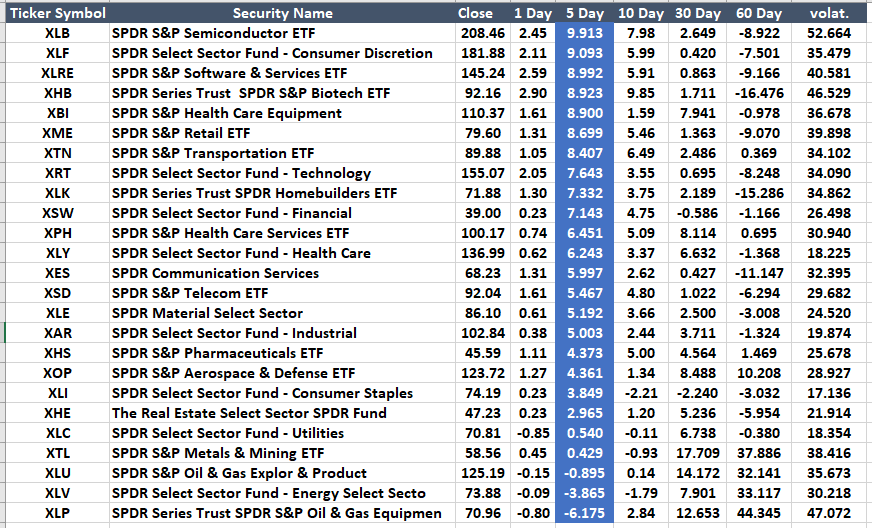 Ticker Symbol Security Name Close 1 Day 5 Day 10 Day 30 Day 60 Day volat.
XLB SPDR S&P Semiconductor ETF 208.46 2.45 9.913 7.98 2.649 -8.922 52.664
XLF SPDR Select Sector Fund - Consumer Discretion 181.88 2.11 9.093 5.99 0.420 -7.501 35.479
XLRE SPDR S&P Software & Services ETF 145.24 2.59 8.992 5.91 0.863 -9.166 40.581
XHB SPDR Series Trust SPDR S&P Biotech ETF 92.16 2.90 8.923 9.85 1.711 -16.476 46.529
XBI SPDR S&P Health Care Equipment 110.37 1.61 8.900 1.59 7.941 -0.978 36.678
XME SPDR S&P Retail ETF 79.60 1.31 8.699 5.46 1.363 -9.070 39.898
XTN SPDR S&P Transportation ETF 89.88 1.05 8.407 6.49 2.486 0.369 34.102
XRT SPDR Select Sector Fund - Technology 155.07 2.05 7.643 3.55 0.695 -8.248 34.090
XLK SPDR Series Trust SPDR Homebuilders ETF 71.88 1.30 7.332 3.75 2.189 -15.286 34.862
XSW SPDR Select Sector Fund - Financial 39.00 0.23 7.143 4.75 -0.586 -1.166 26.498
XPH SPDR S&P Health Care Services ETF 100.17 0.74 6.451 5.09 8.114 0.695 30.940
XLY SPDR Select Sector Fund - Health Care 136.99 0.62 6.243 3.37 6.632 -1.368 18.225
XES SPDR Communication Services 68.23 1.31 5.997 2.62 0.427 -11.147 32.395
XSD SPDR S&P Telecom ETF 92.04 1.61 5.467 4.80 1.022 -6.294 29.682
XLE SPDR Material Select Sector 86.10 0.61 5.192 3.66 2.500 -3.008 24.520
XAR SPDR Select Sector Fund - Industrial 102.84 0.38 5.003 2.44 3.711 -1.324 19.874
XHS SPDR S&P Pharmaceuticals ETF 45.59 1.11 4.373 5.00 4.564 1.469 25.678
XOP SPDR S&P Aerospace & Defense ETF 123.72 1.27 4.361 1.34 8.488 10.208 28.927
XLI SPDR Select Sector Fund - Consumer Staples 74.19 0.23 3.849 -2.21 -2.240 -3.032 17.136
XHE The Real Estate Select Sector SPDR Fund 47.23 0.23 2.965 1.20 5.236 -5.954 21.914
XLC SPDR Select Sector Fund - Utilities 70.81 -0.85 0.540 -0.11 6.738 -0.380 18.354
XTL SPDR S&P Metals & Mining ETF 58.56 0.45 0.429 -0.93 17.709 37.886 38.416
XLU SPDR S&P Oil & Gas Explor & Product 125.19 -0.15 -0.895 0.14 14.172 32.141 35.673
XLV SPDR Select Sector Fund - Energy Select Secto 73.88 -0.09 -3.865 -1.79 7.901 33.117 30.218
XLP SPDR Series Trust SPDR S&P Oil & Gas Equipmen 70.96 -0.80 -6.175 2.84 12.653 44.345 47.072